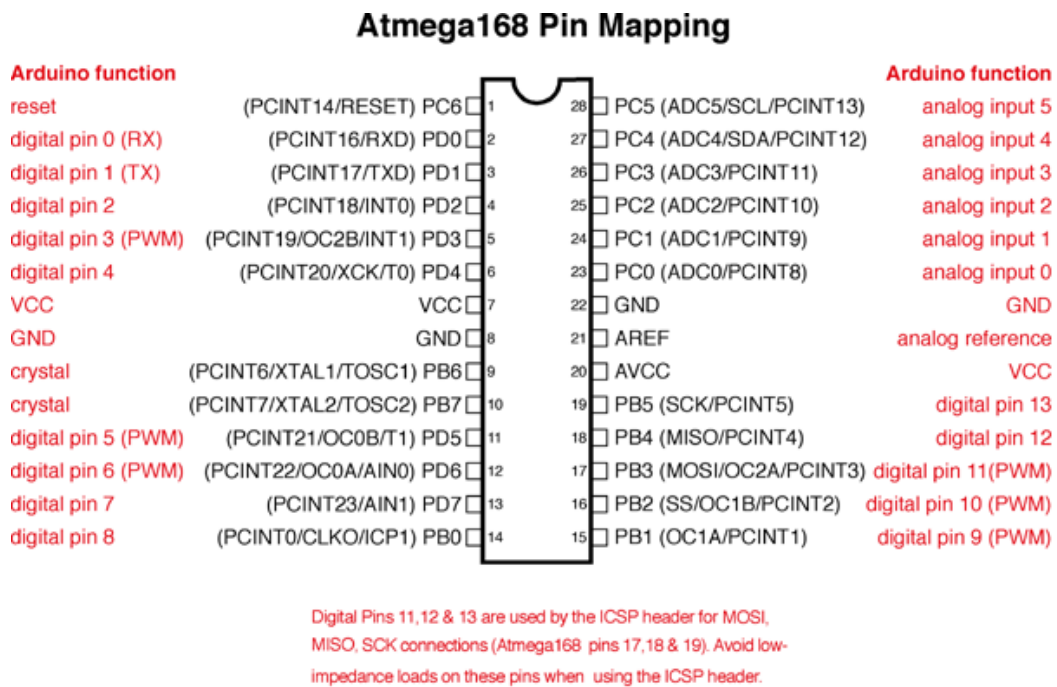 Atmega168 Pin Mapping
Arduino function Arduino function
reset (PCINT14/RESET) PC6 1 28 PC5 (ADC5/SCL/PCINT13) analog input 5
digital pin 0 (RX) (PCINT16/RXD) PD0 2 27 PC4 (ADC4/SDA/PCINT12) analog input 4
digital pin 1 (TX) (PCINT17/TXD) PD1 3 26 PC3 (ADC3/PCINT11) analog input 3
digital pin 2 (PCINT18/INT0) PD2 4 25 PC2 (ADC2/PCINT10) analog input 2
digital pin 3 (PWM) (PCINT19/OC2B/INT1) PD3 5 24 PC1 (ADC1/PCINT9) analog input 1
digital pin 4 (PCINT20/XCK/T0) PD4 6 23 PC0 (ADC0/PCINT8) analog input 0
VCC VCC 7 22 GND GND
GND GND 8 21 AREF analog reference
crystal (PCINT6/XTAL1/TOSC1) PB6 9 20 AVCC VCC
crystal (PCINT7/XTAL2/TOSC2) PB7 10 19 PB5 (SCK/PCINT5) digital pin 13
digital pin 5 (PWM) (PCINT21/OC0B/T1) PD5 11 18 PB4 (MISO/PCINT4) digital pin 12
digital pin 6 (PWM) (PCINT22/OC0A/AIN0) PD6 12 17 PB3 (MOSI/OC2A/PCINT3) digital pin 11(PWM)
digital pin 7 (PCINT23/AIN1) PD7 13 16 PB2 (SS/OC1B/PCINT2) digital pin 10 (PWM)
digital pin 8 (PCINT0/CLKO/ICP1) PB0 14 15 PB1 (OC1A/PCINT1) digital pin 9 (PWM)
Digital Pins 11,12 & 13 are used by the ICSP header for MOSI,
MISO, SCK connections (Atmega168 pins 17,18 & 19). Avoid low-
impedance loads on these pins when using the ICSP header.